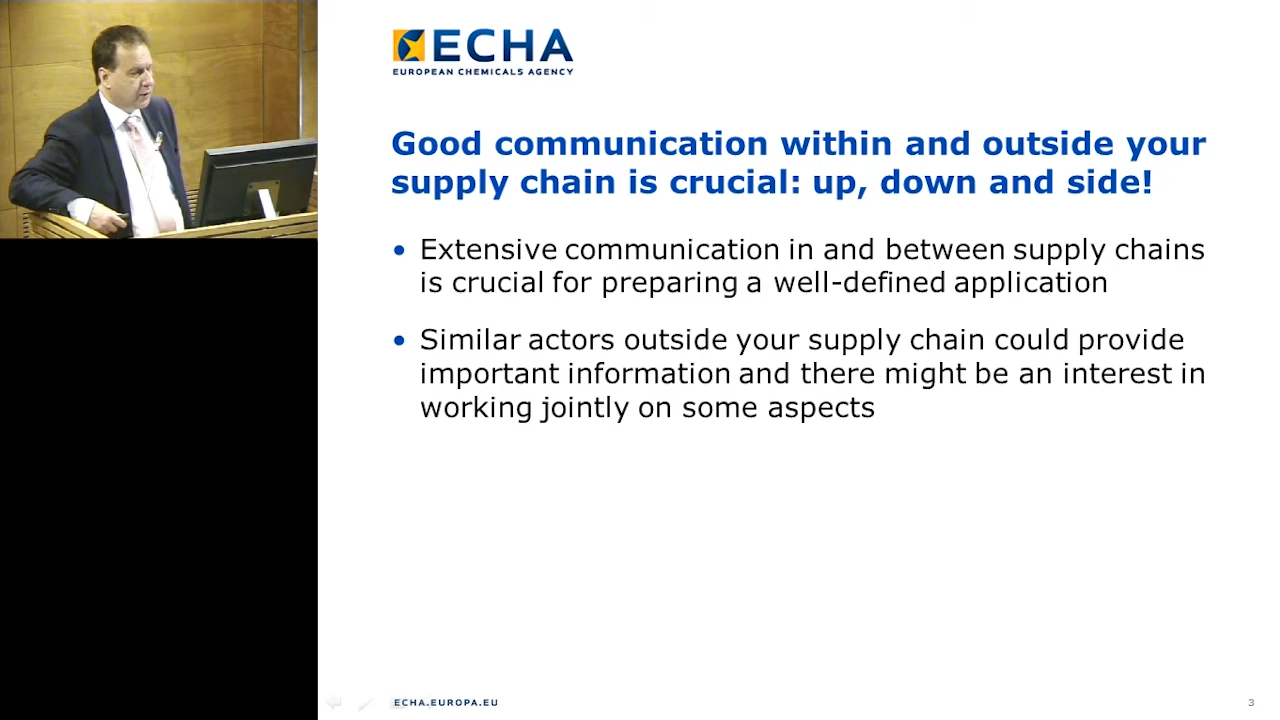 ECHA
EUROPEAN CHEMICALS AGENCY
Good communication within and outside your
supply chain is crucial: up, down and side!
• Extensive communication in and between supply chains
is crucial for preparing a well-defined application
• Similar actors outside your supply chain could provide
important information and there might be an interest in
working jointly on some aspects
ECHA.EUROPA.EU
3